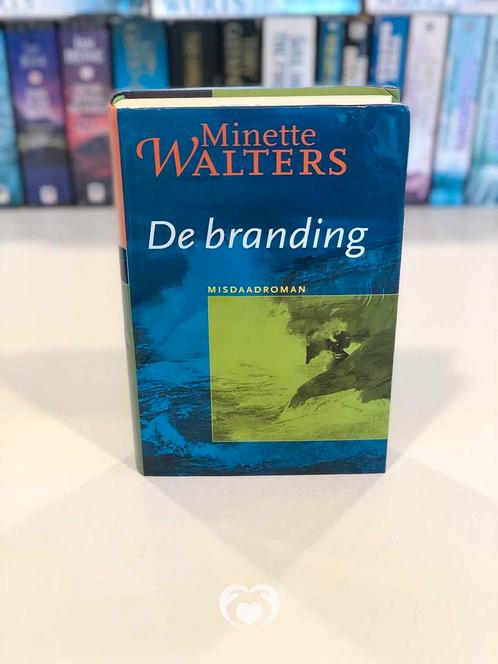 Minette
WALTERS
De branding
MISDAADROMAN